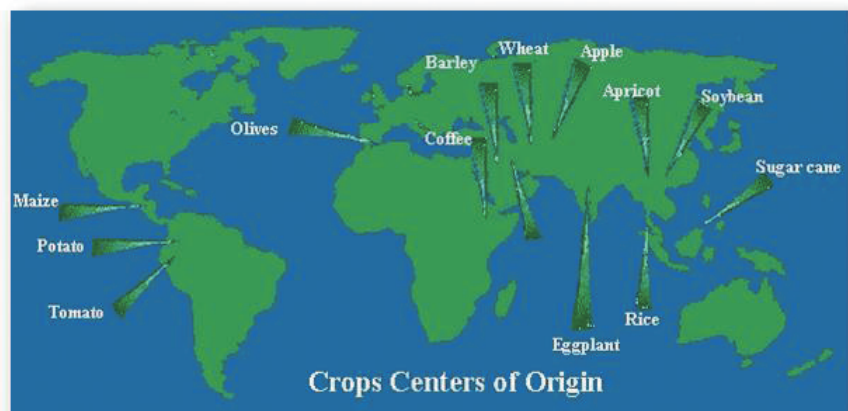 Wheat
Apple
Barley
Apricot
Soybean
Olives
Coffee
Sugar cane
Maize
Potato
Tomato
Rice
Eggplant
Crops Centers of Origin